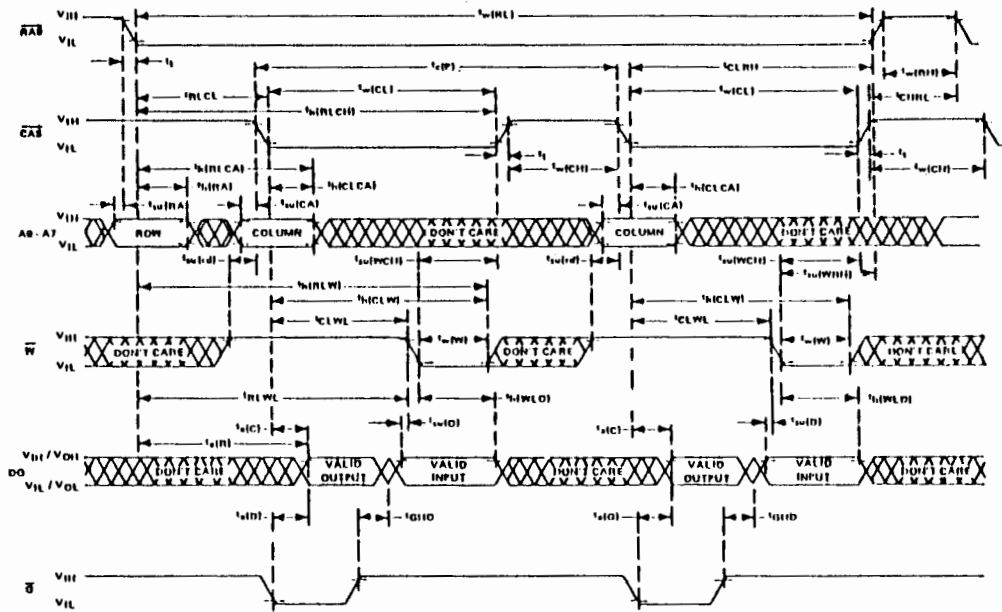 VIH
tw(RL)
RAS
VIL
tt
tc(P)
tCLRH
tw(RH)
tRLCL
tw(CL)
tw(CL)
tCHRL
th(RLCH)
VIH
CAS
VIL
tt
tt
th(RLCA)
tw(CH)
tw(CH)
th(RA)
th(CLCA)
th(CLCA)
tsu(RA)
tsu(CA)
tsu(CA)
VIH
A0-A7
ROW
COLUMN
DON'T CARE
COLUMN
DON'T CARE
VIL
tsu(rd)
tsu(WCH)
tsu(rd)
tsu(WCH)
th(RLW)
tsu(WRH)
th(CLW)
th(CLW)
tCLWL
tCLWL
VIH
W
DON'T CARE
tw(W)
DON'T CARE
tw(W)
DON'T CARE
VIL
tRLWL
th(WLD)
th(WLD)
ta(C)
tsu(D)
ta(C)
tsu(D)
ta(R)
VIH / VOH
DQ
DON'T CARE
VALID OUTPUT
VALID INPUT
DON'T CARE
VALID OUTPUT
VALID INPUT
DON'T CARE
VIL / VOL
tGHD
ta(G)
tGHD
VIH
G
VIL